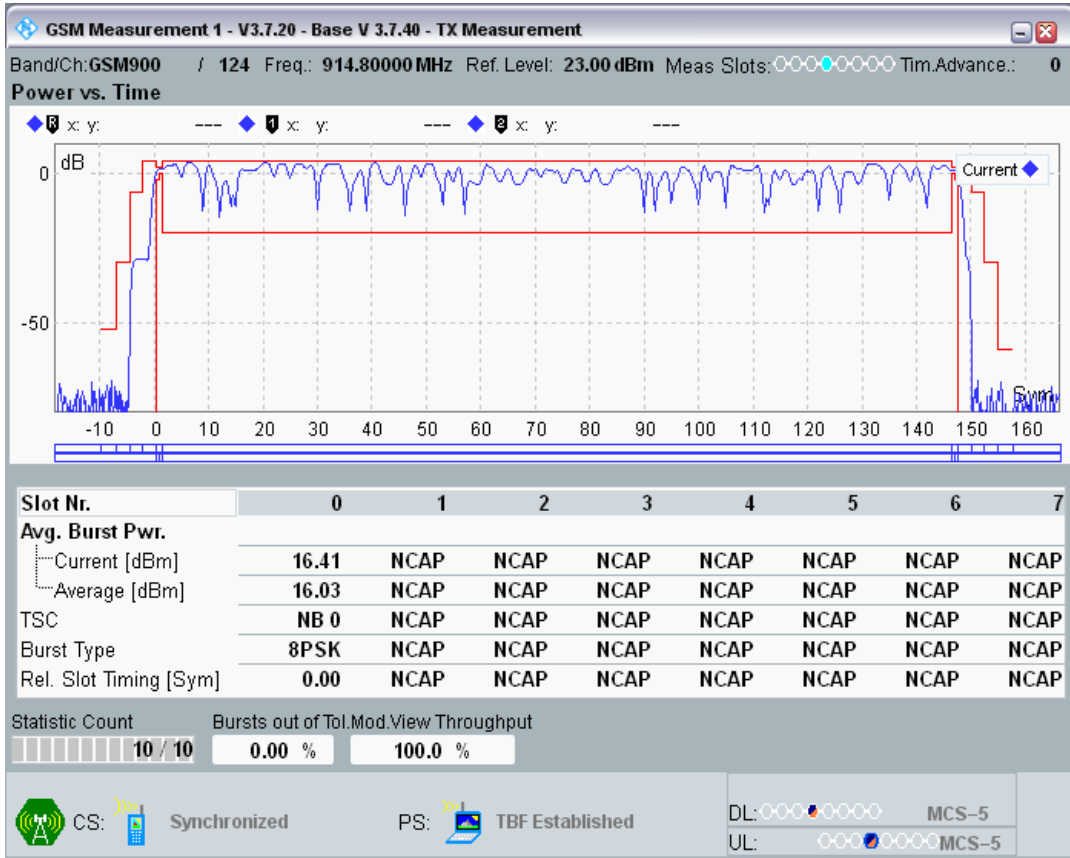 GSM Measurement 1 - V3.7.20 - Base V 3.7.40 - TX Measurement
Band/Ch:GSM900 / 124 Freq.: 914.80000 MHz Ref. Level: 23.00 dBm Meas Slots: Tim.Advance.: 0
Power vs. Time
R x: y: --- 1 x: y: --- 2 x: y: ---
dB
Current
0
-50
Sym
-10 0 10 20 30 40 50 60 70 80 90 100 110 120 130 140 150 160
Slot Nr. 0 1 2 3 4 5 6 7
Avg. Burst Pwr.
Current [dBm] 16.41 NCAP NCAP NCAP NCAP NCAP NCAP NCAP
Average [dBm] 16.03 NCAP NCAP NCAP NCAP NCAP NCAP NCAP
TSC NB 0 NCAP NCAP NCAP NCAP NCAP NCAP NCAP
Burst Type 8PSK NCAP NCAP NCAP NCAP NCAP NCAP NCAP
Rel. Slot Timing [Sym] 0.00 NCAP NCAP NCAP NCAP NCAP NCAP NCAP
Statistic Count Bursts out of Tol.Mod.View Throughput
10 / 10 0.00 % 100.0 %
CS: Synchronized PS: TBF Established
DL: MCS-5
UL: MCS-5